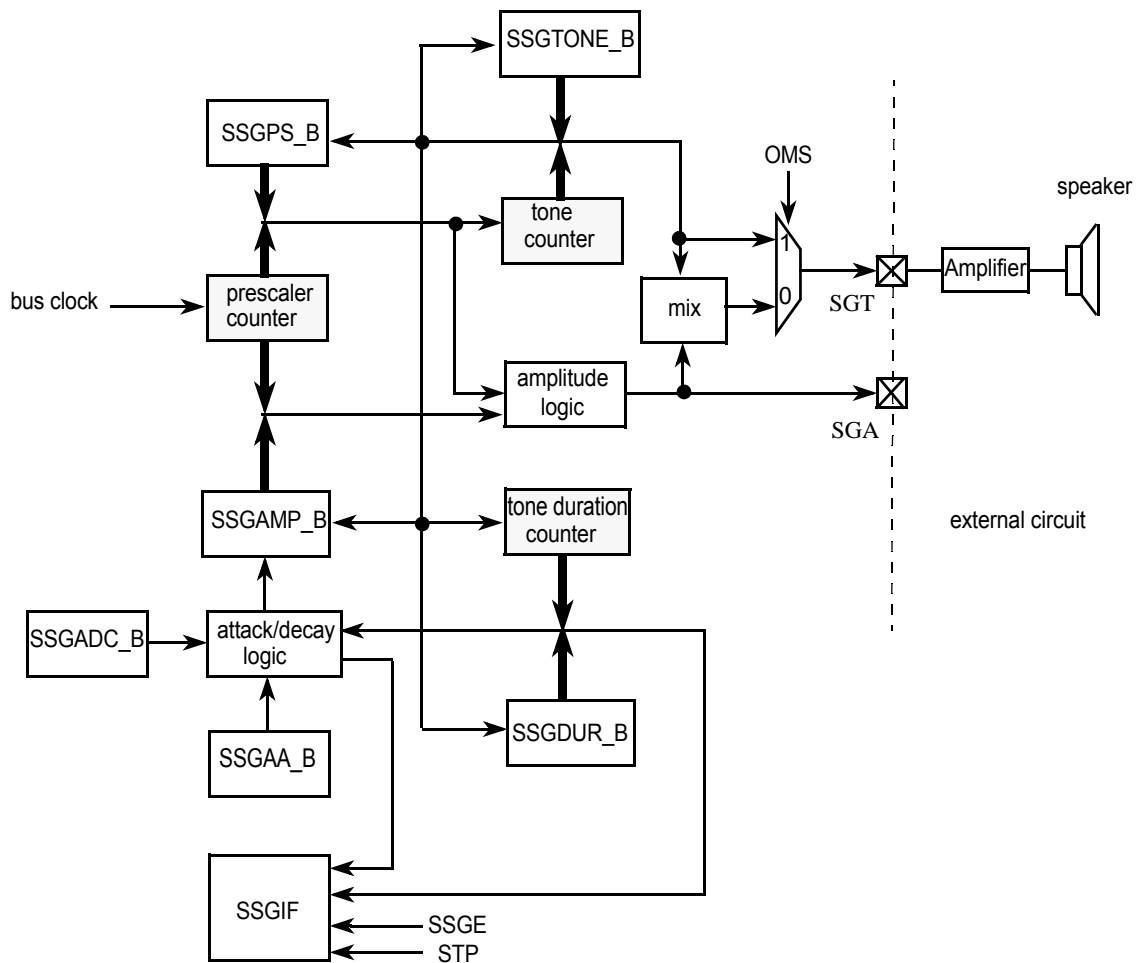 SSGTONE_B
SSGPS_B
OMS
speaker
tone
counter
1
Amplifier
bus clock
prescaler
counter
mix
0
SGT
amplitude
logic
SGA
SSGAMP_B
tone duration
counter
external circuit
SSGADC_B
attack/decay
logic
SSGDUR_B
SSGAA_B
SSGIF
SSGE
STP